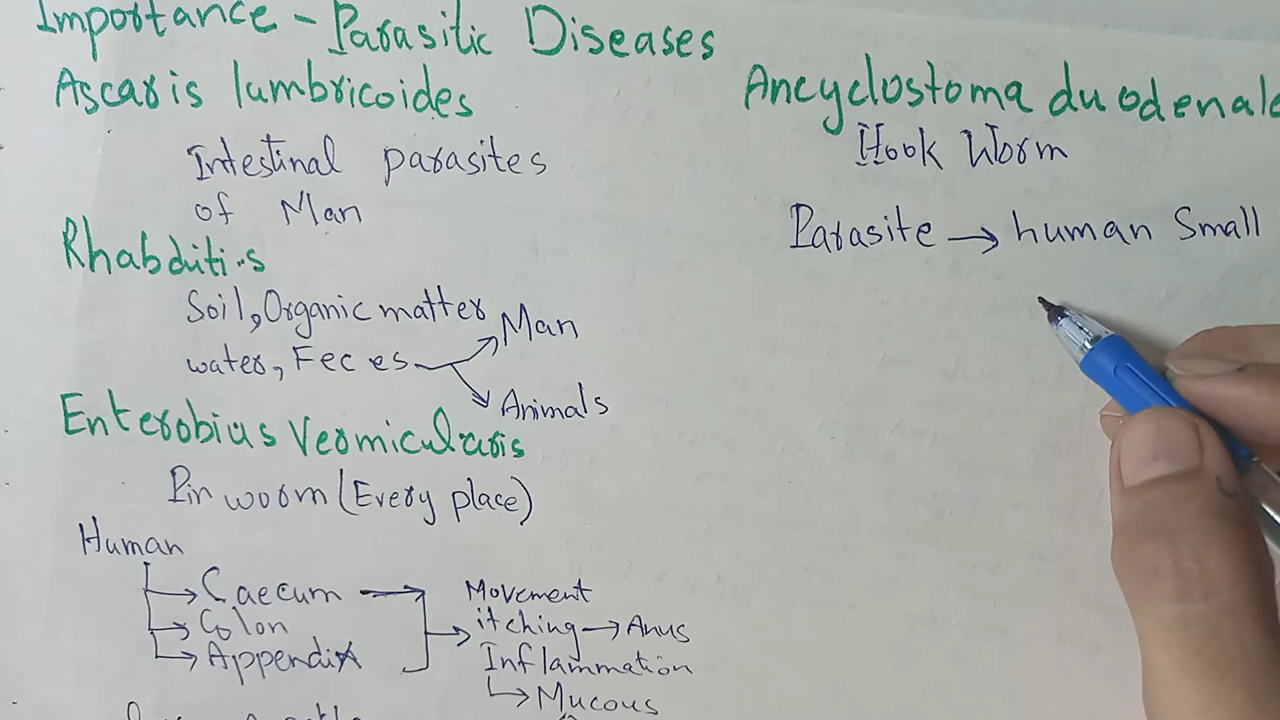 Importance - Parasitic Diseases
Ascaris lumbricoides
Intestinal parasites
of Man
Rhabditis
Soil, Organic matter
water, Feces → Man
→ Animals
Enterobius Vermicularis
Pin worm (Every place)
Human
→ Caecum →
→ Colon
→ Appendix
Movement
itching → Anus
Inflammation
→ Mucous
Ancyclostoma duodenal
Hook Worm
Parasite → human Small